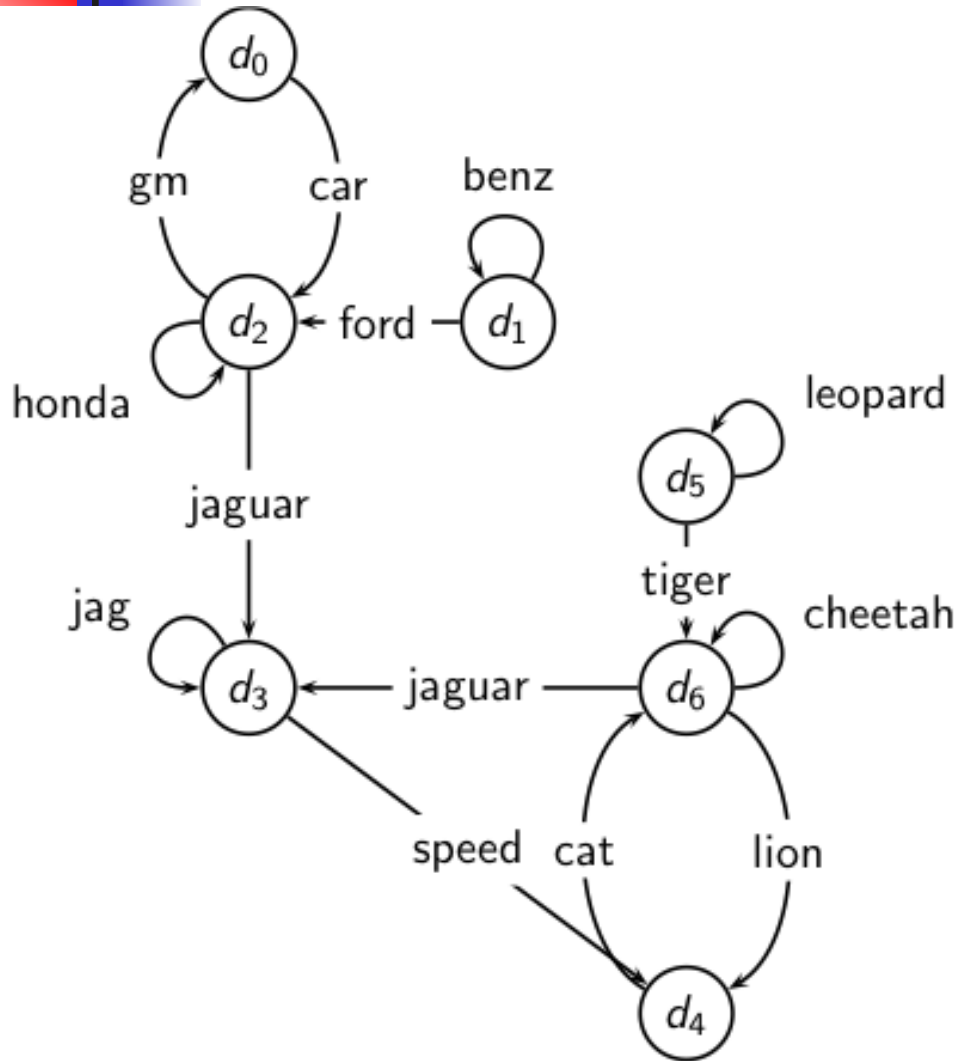 d₀
gm
car
benz
d₂
ford
d₁
honda
leopard
d₅
jaguar
tiger
jag
cheetah
d₃
jaguar
d₆
speed
cat
lion
d₄